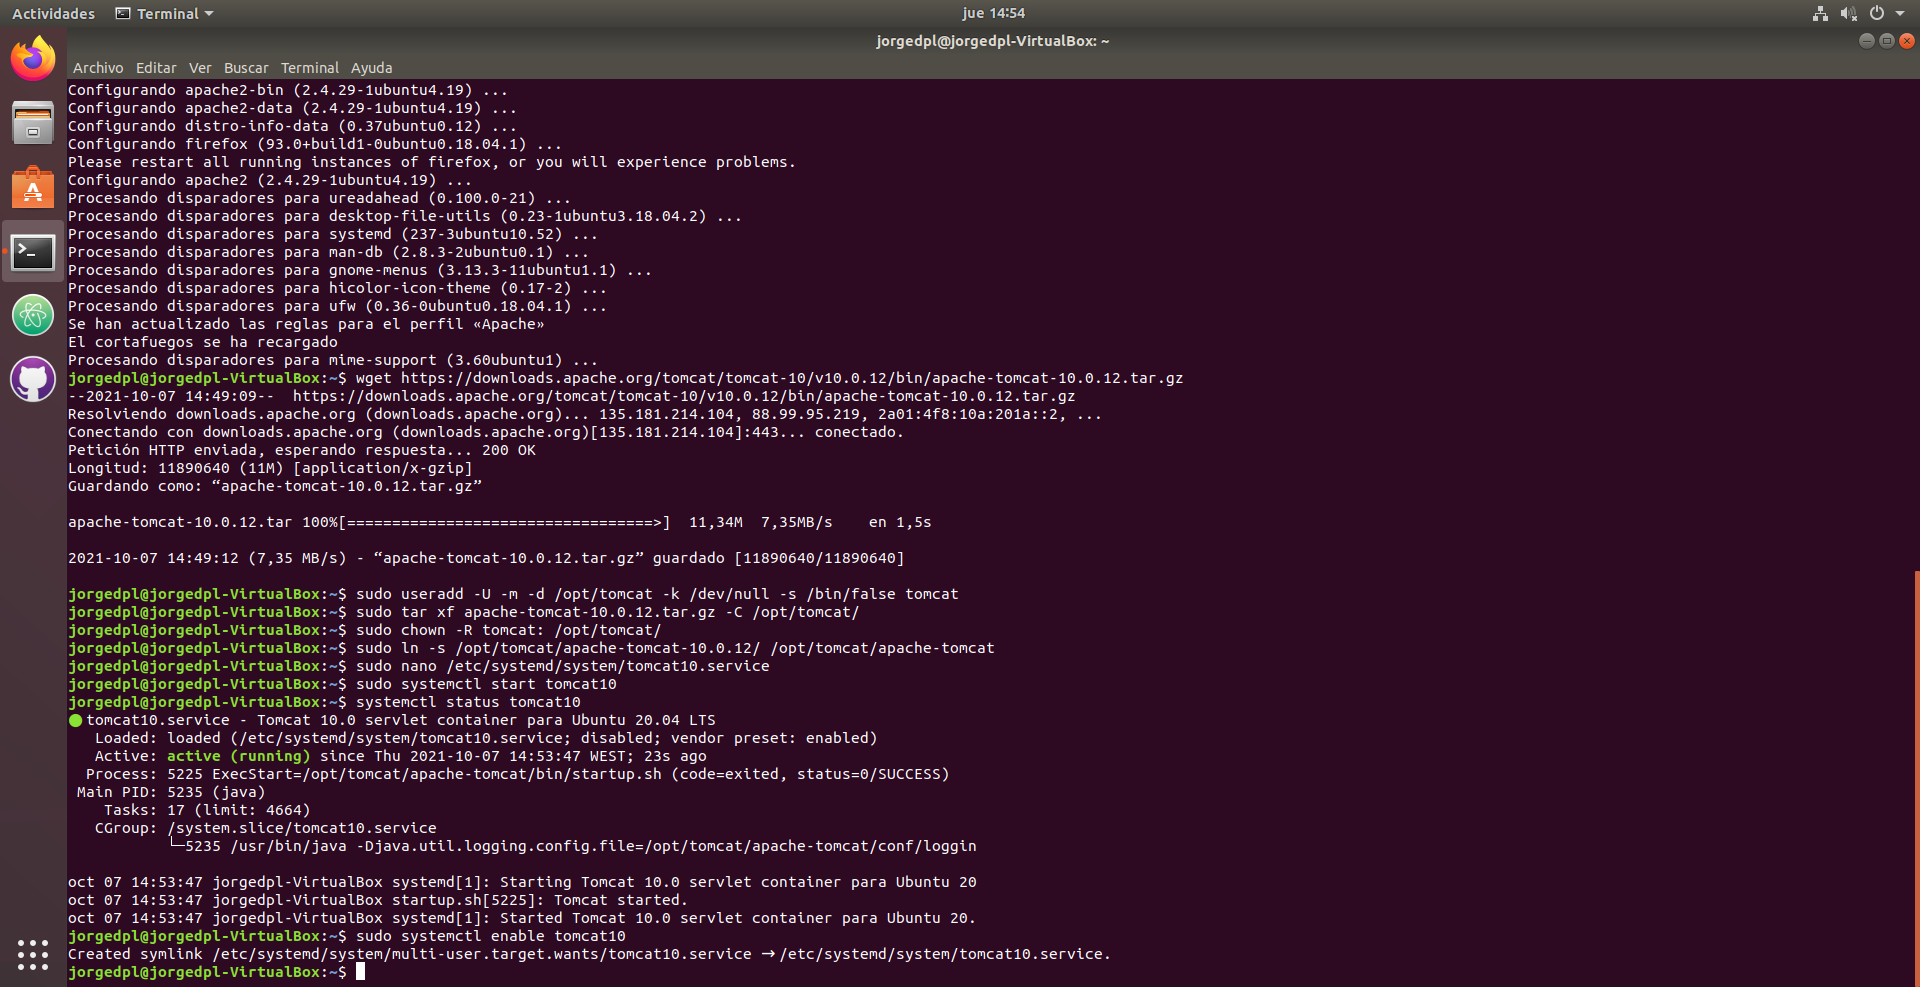 Actividades Terminal jue 14:54
jorgedpl@jorgedpl-VirtualBox: ~
Archivo Editar Ver Buscar Terminal Ayuda
Configurando apache2-bin (2.4.29-1ubuntu4.19) ...
Configurando apache2-data (2.4.29-1ubuntu4.19) ...
Configurando distro-info-data (0.37ubuntu0.12) ...
Configurando firefox (93.0+build1-0ubuntu0.18.04.1) ...
Please restart all running instances of firefox, or you will experience problems.
Configurando apache2 (2.4.29-1ubuntu4.19) ...
Procesando disparadores para ureadahead (0.100.0-21) ...
Procesando disparadores para desktop-file-utils (0.23-1ubuntu3.18.04.2) ...
Procesando disparadores para systemd (237-3ubuntu10.52) ...
Procesando disparadores para man-db (2.8.3-2ubuntu0.1) ...
Procesando disparadores para gnome-menus (3.13.3-11ubuntu1.1) ...
Procesando disparadores para hicolor-icon-theme (0.17-2) ...
Procesando disparadores para ufw (0.36-0ubuntu0.18.04.1) ...
Se han actualizado las reglas para el perfil «Apache»
El cortafuegos se ha recargado
Procesando disparadores para mime-support (3.60ubuntu1) ...
jorgedpl@jorgedpl-VirtualBox:~$ wget https://downloads.apache.org/tomcat/tomcat-10/v10.0.12/bin/apache-tomcat-10.0.12.tar.gz
--2021-10-07 14:49:09--  https://downloads.apache.org/tomcat/tomcat-10/v10.0.12/bin/apache-tomcat-10.0.12.tar.gz
Resolviendo downloads.apache.org (downloads.apache.org)... 135.181.214.104, 88.99.95.219, 2a01:4f8:10a:201a::2, ...
Conectando con downloads.apache.org (downloads.apache.org)[135.181.214.104]:443... conectado.
Petición HTTP enviada, esperando respuesta... 200 OK
Longitud: 11890640 (11M) [application/x-gzip]
Guardando como: “apache-tomcat-10.0.12.tar.gz”
apache-tomcat-10.0.12.tar 100%[==================================>]  11,34M  7,35MB/s    en 1,5s
2021-10-07 14:49:12 (7,35 MB/s) - “apache-tomcat-10.0.12.tar.gz” guardado [11890640/11890640]
jorgedpl@jorgedpl-VirtualBox:~$ sudo useradd -U -m -d /opt/tomcat -k /dev/null -s /bin/false tomcat
jorgedpl@jorgedpl-VirtualBox:~$ sudo tar xf apache-tomcat-10.0.12.tar.gz -C /opt/tomcat/
jorgedpl@jorgedpl-VirtualBox:~$ sudo chown -R tomcat: /opt/tomcat/
jorgedpl@jorgedpl-VirtualBox:~$ sudo ln -s /opt/tomcat/apache-tomcat-10.0.12/ /opt/tomcat/apache-tomcat
jorgedpl@jorgedpl-VirtualBox:~$ sudo nano /etc/systemd/system/tomcat10.service
jorgedpl@jorgedpl-VirtualBox:~$ sudo systemctl start tomcat10
jorgedpl@jorgedpl-VirtualBox:~$ systemctl status tomcat10
● tomcat10.service - Tomcat 10.0 servlet container para Ubuntu 20.04 LTS
   Loaded: loaded (/etc/systemd/system/tomcat10.service; disabled; vendor preset: enabled)
   Active: active (running) since Thu 2021-10-07 14:53:47 WEST; 23s ago
  Process: 5225 ExecStart=/opt/tomcat/apache-tomcat/bin/startup.sh (code=exited, status=0/SUCCESS)
 Main PID: 5235 (java)
    Tasks: 17 (limit: 4664)
   CGroup: /system.slice/tomcat10.service
           └─5235 /usr/bin/java -Djava.util.logging.config.file=/opt/tomcat/apache-tomcat/conf/loggin
oct 07 14:53:47 jorgedpl-VirtualBox systemd[1]: Starting Tomcat 10.0 servlet container para Ubuntu 20
oct 07 14:53:47 jorgedpl-VirtualBox startup.sh[5225]: Tomcat started.
oct 07 14:53:47 jorgedpl-VirtualBox systemd[1]: Started Tomcat 10.0 servlet container para Ubuntu 20.
jorgedpl@jorgedpl-VirtualBox:~$ sudo systemctl enable tomcat10
Created symlink /etc/systemd/system/multi-user.target.wants/tomcat10.service → /etc/systemd/system/tomcat10.service.
jorgedpl@jorgedpl-VirtualBox:~$